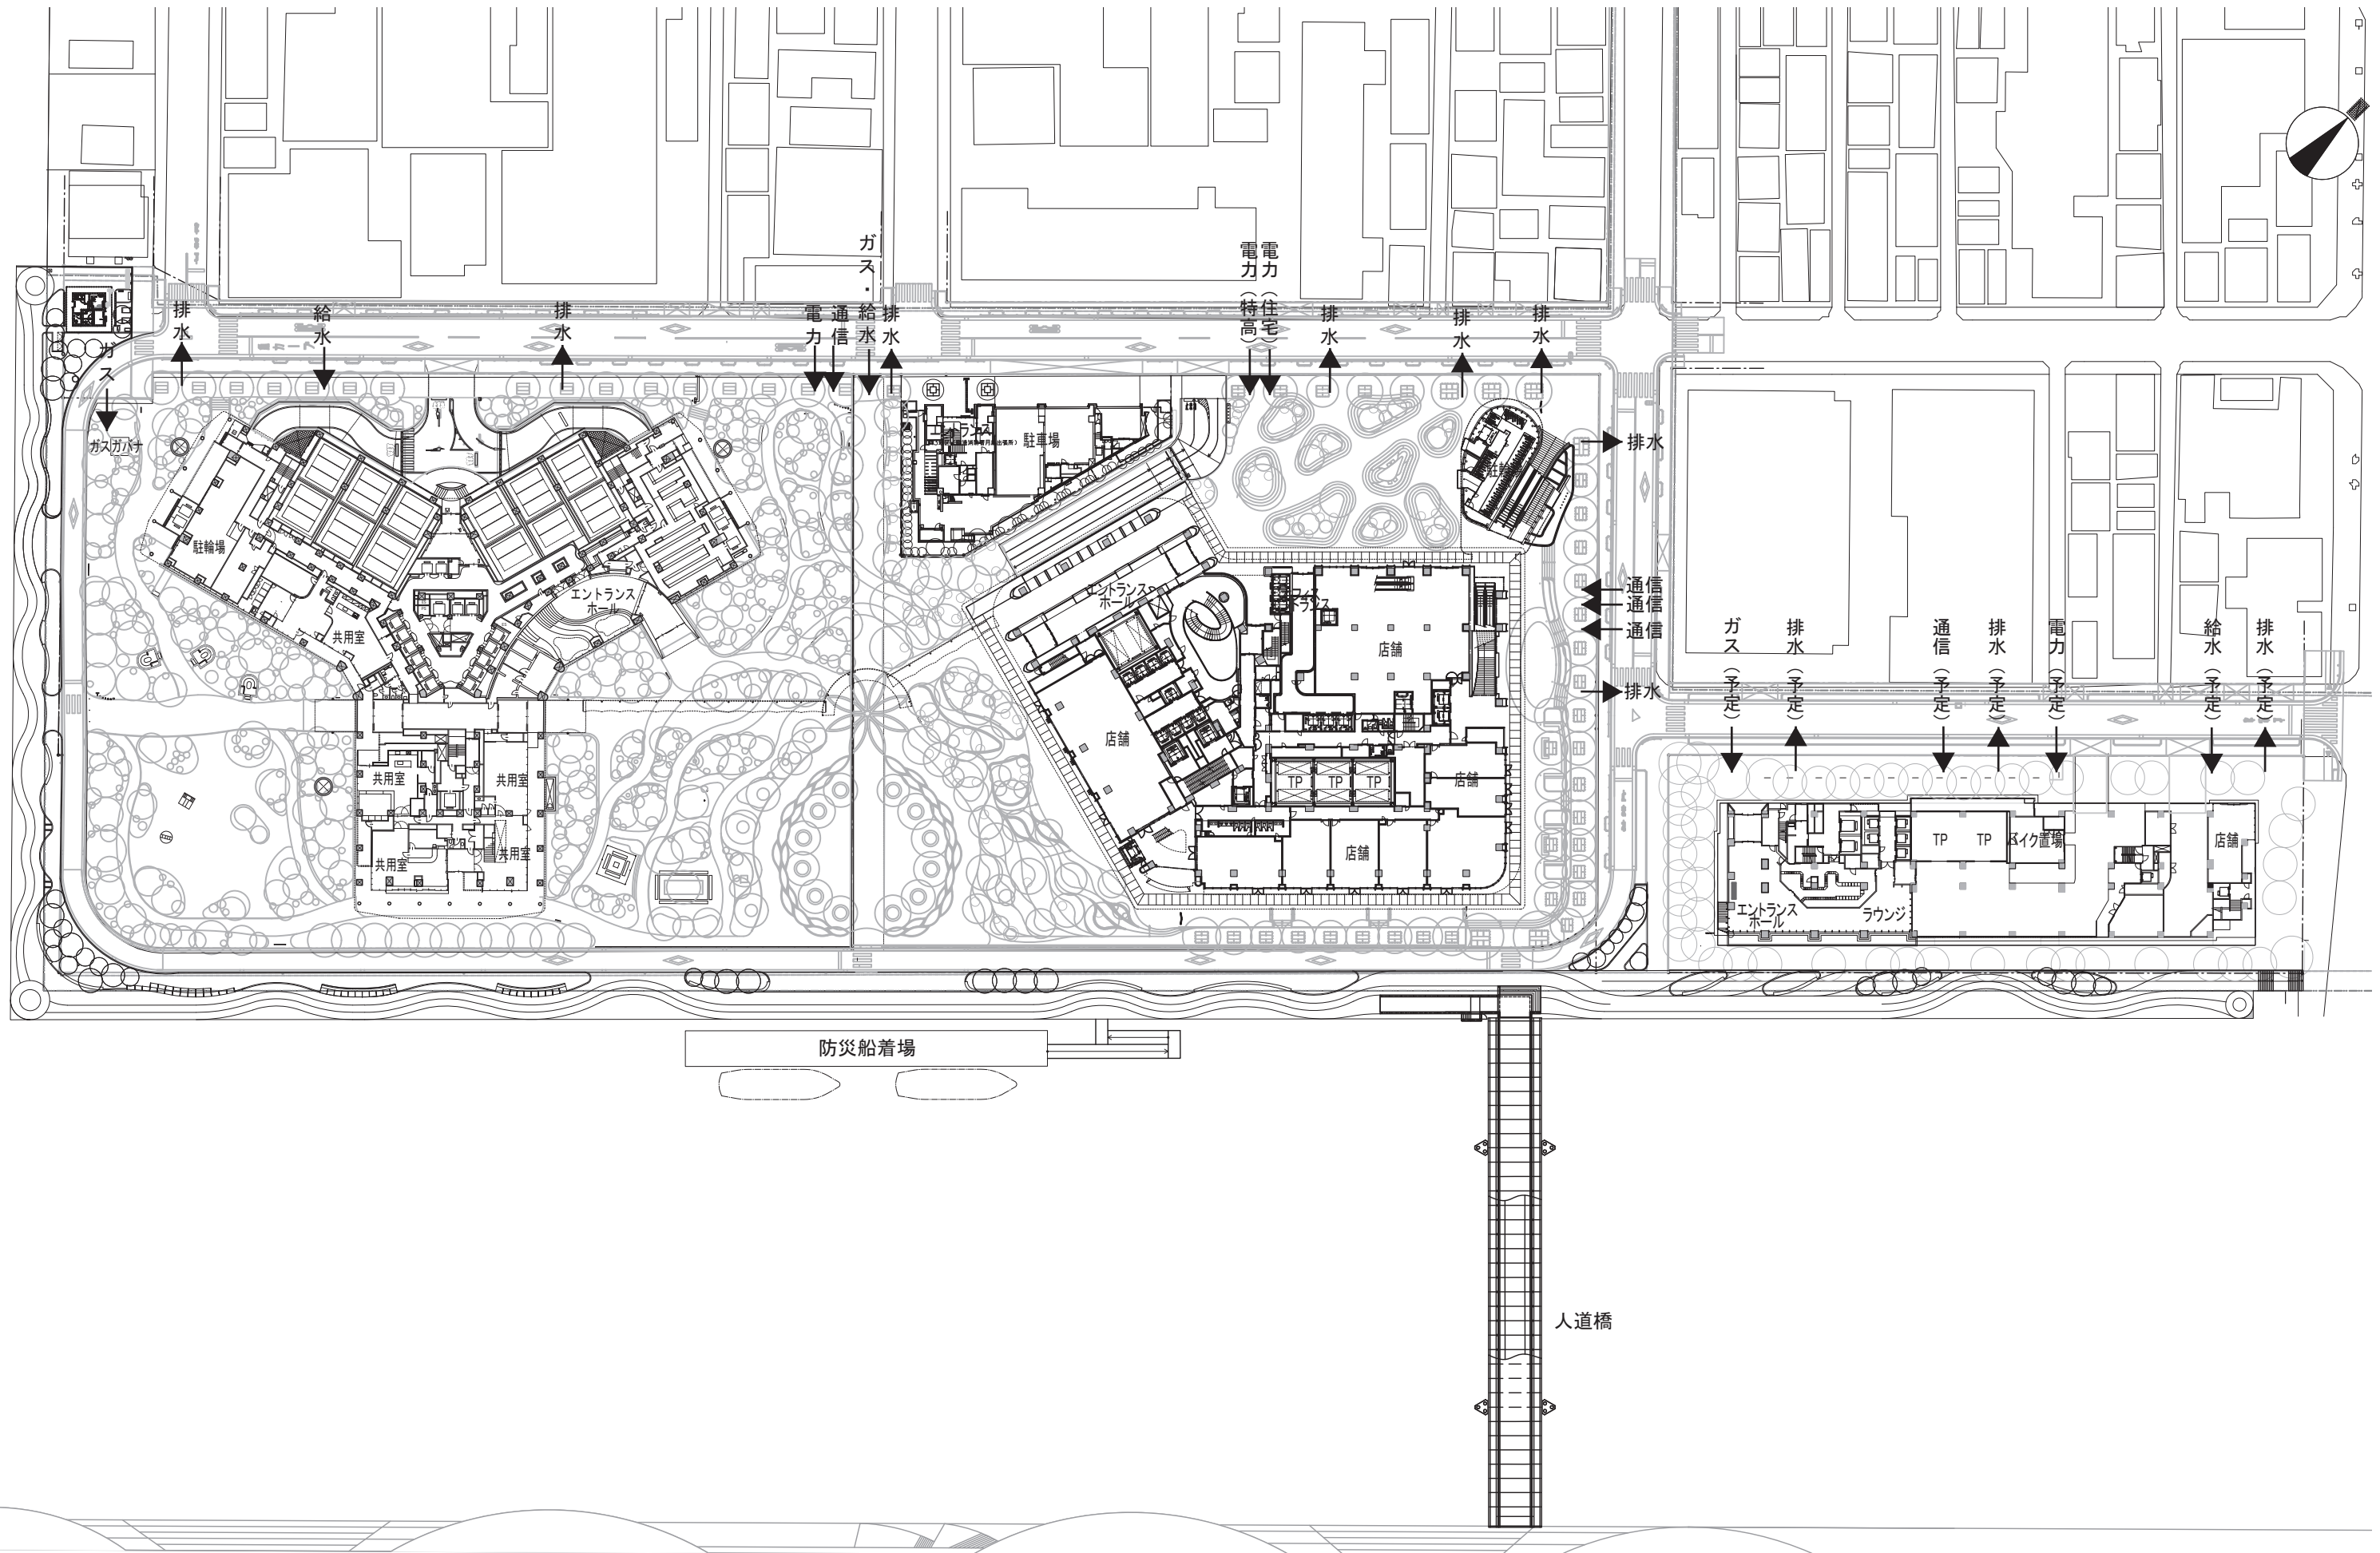 ガス・給水
電力（特高）
電力（住宅）
排水
給水
排水
電力
通信
排水
排水
排水
排水
ガス
ガスガバナ
駐車場
排水
駐輪場
エントランス
ホール
共用室
エントランス
ホール
店舗
通信
通信
通信
排水
ガス（予定）
排水（予定）
通信（予定）
排水（予定）
電力（予定）
給水（予定）
排水（予定）
店舗
共用室
共用室
TP
TP
TP
店舗
共用室
共用室
店舗
TP
TP
バイク置場
店舗
エントランス
ホール
ラウンジ
防災船着場
人道橋